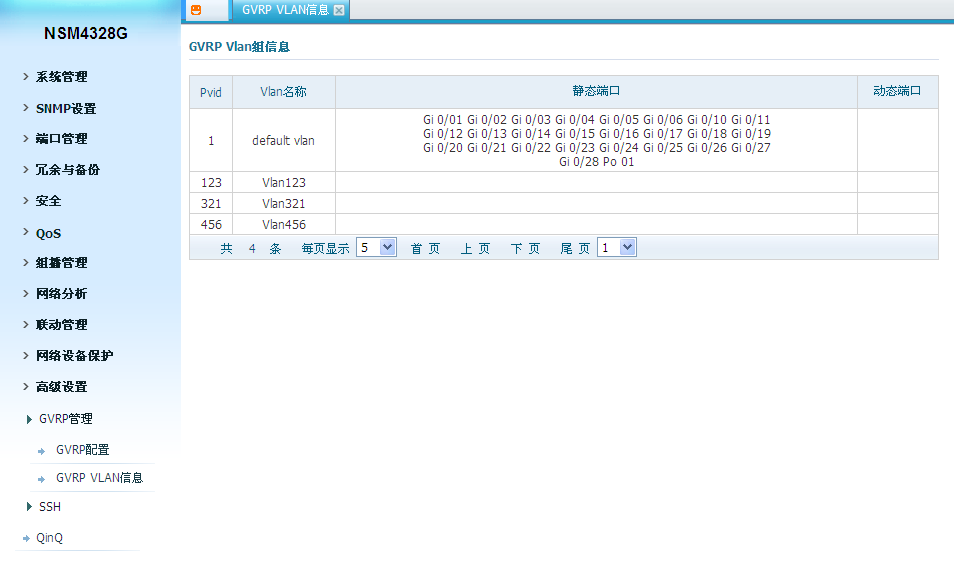 GVRP VLAN信息
NSM4328G
系统管理
SNMP设置
端口管理
冗余与备份
安全
QoS
组播管理
网络分析
联动管理
网络设备保护
高级设置
GVRP管理
GVRP配置
GVRP VLAN信息
SSH
QinQ
GVRP Vlan组信息
Pvid Vlan名称 静态端口 动态端口
1 default vlan
Gi 0/01 Gi 0/02 Gi 0/03 Gi 0/04 Gi 0/05 Gi 0/06 Gi 0/10 Gi 0/11
Gi 0/12 Gi 0/13 Gi 0/14 Gi 0/15 Gi 0/16 Gi 0/17 Gi 0/18 Gi 0/19
Gi 0/20 Gi 0/21 Gi 0/22 Gi 0/23 Gi 0/24 Gi 0/25 Gi 0/26 Gi 0/27
Gi 0/28 Po 01
123 Vlan123
321 Vlan321
456 Vlan456
共 4 条 每页显示 5 首 页 上 页 下 页 尾 页 1